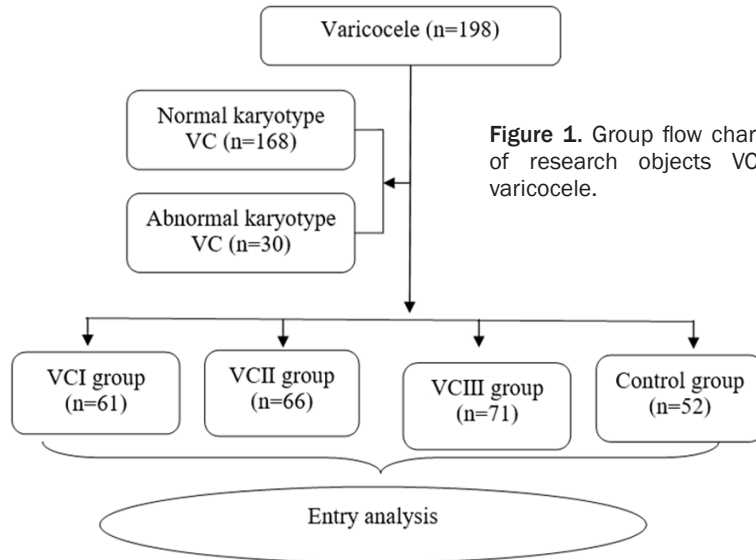 Varicocele (n=198)
Normal karyotype
VC (n=168)
Abnormal karyotype
VC (n=30)
Figure 1. Group flow char
of research objects VC
varicocele.
VCI group
(n=61)
VCII group
(n=66)
VCIII group
(n=71)
Control group
(n=52)
Entry analysis